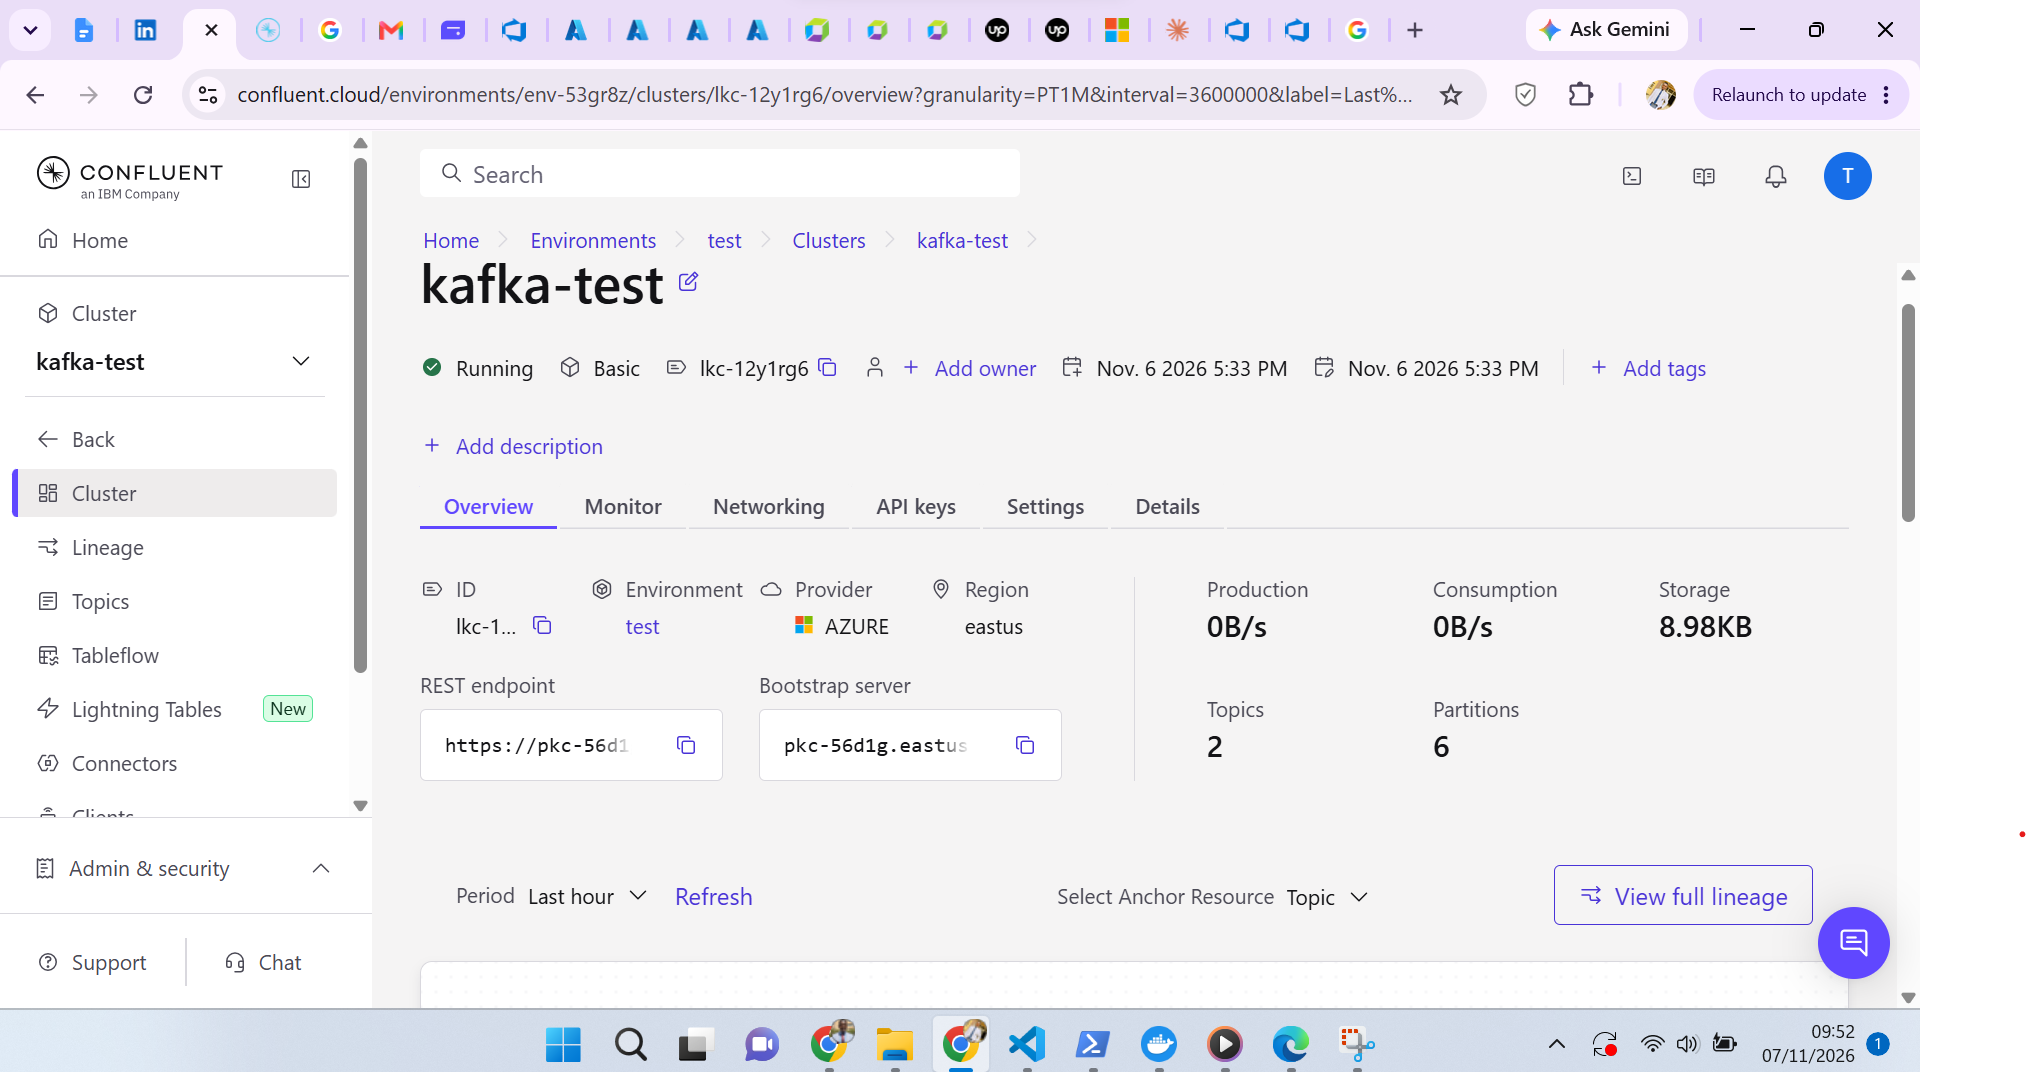 Ask Gemini
confluent.cloud/environments/env-53gr8z/clusters/lkc-12y1rg6/overview?granularity=PT1M&interval=3600000&label=Last%...
Relaunch to update
CONFLUENT
an IBM Company
Home
Cluster
kafka-test
Back
Cluster
Lineage
Topics
Tableflow
Lightning Tables New
Connectors
Clients
Admin & security
Support
Chat
Search
T
Home
Environments
test
Clusters
kafka-test
kafka-test
Running
Basic
lkc-12y1rg6
+ Add owner
Nov. 6 2026 5:33 PM
Nov. 6 2026 5:33 PM
+ Add tags
+ Add description
Overview
Monitor
Networking
API keys
Settings
Details
ID
Environment
Provider
Region
lkc-1...
test
AZURE
eastus
REST endpoint
Bootstrap server
https://pkc-56d1
pkc-56d1g.eastus
Production
Consumption
Storage
0B/s
0B/s
8.98KB
Topics
Partitions
2
6
Period Last hour
Refresh
Select Anchor Resource Topic
View full lineage
09:52
07/11/2026
1